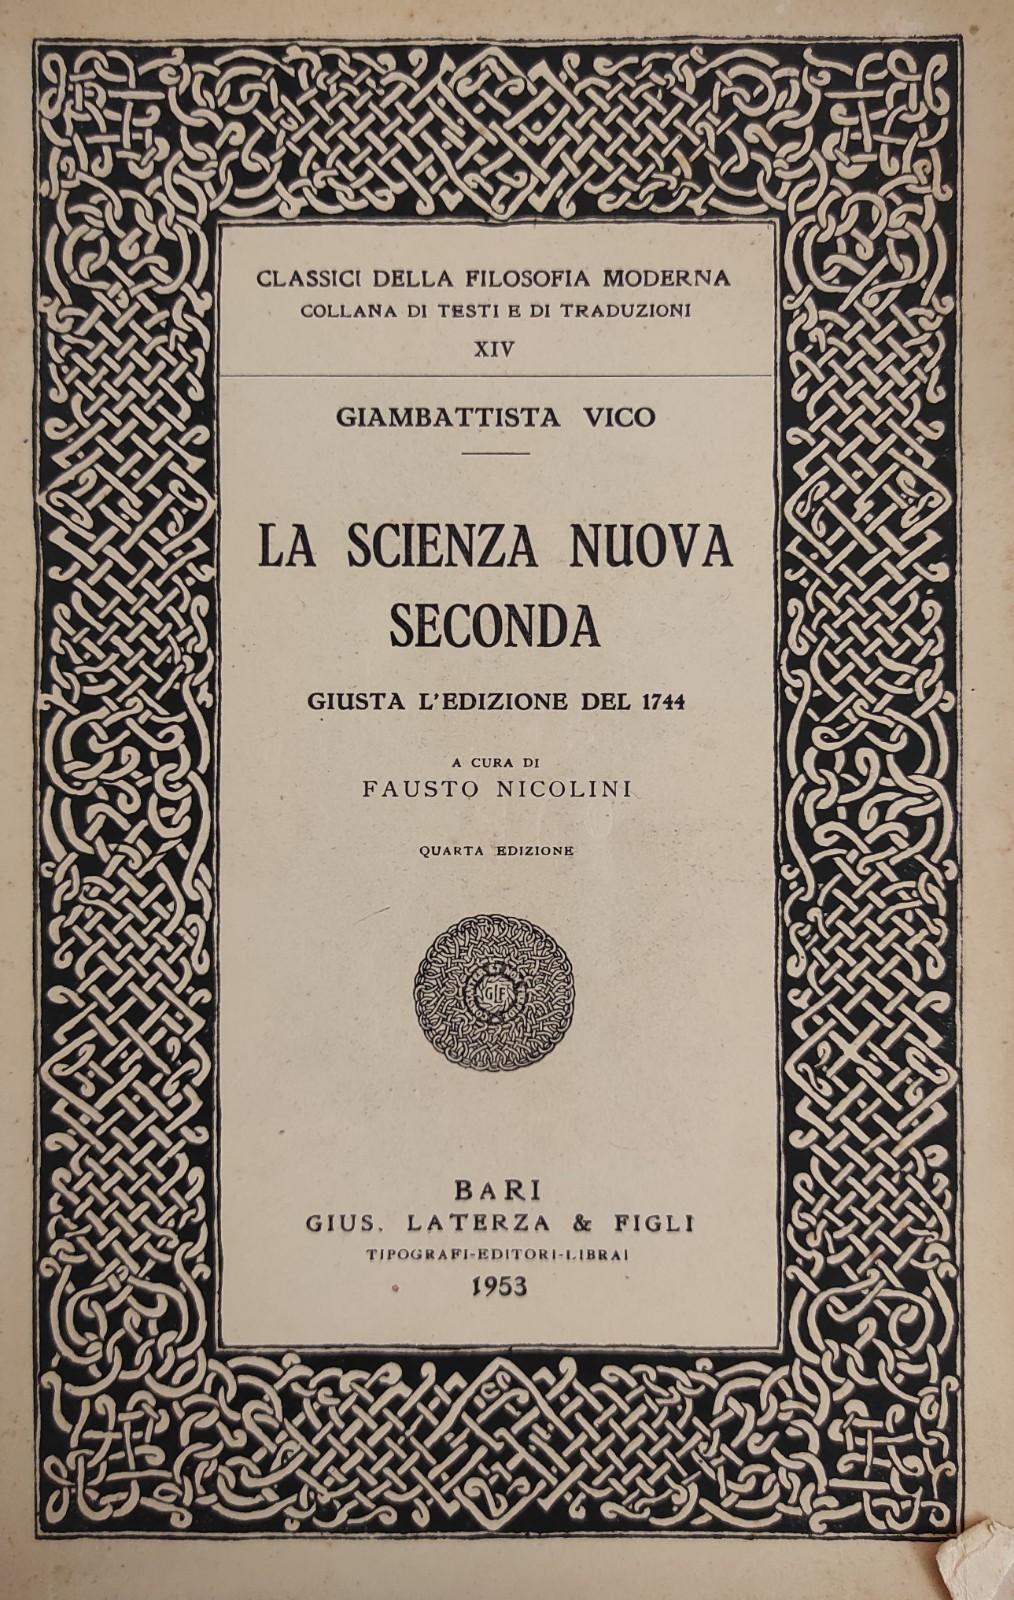 CLASSICI DELLA FILOSOFIA MODERNA
COLLANA DI TESTI E DI TRADUZIONI
XIV
GIAMBATTISTA VICO
LA SCIENZA NUOVA
SECONDA
GIUSTA L'EDIZIONE DEL 1744
A CURA DI
FAUSTO NICOLINI
QUARTA EDIZIONE
BARI
GIUS. LATERZA & FIGLI
TIPOGRAFI-EDITORI-LIBRAI
1953